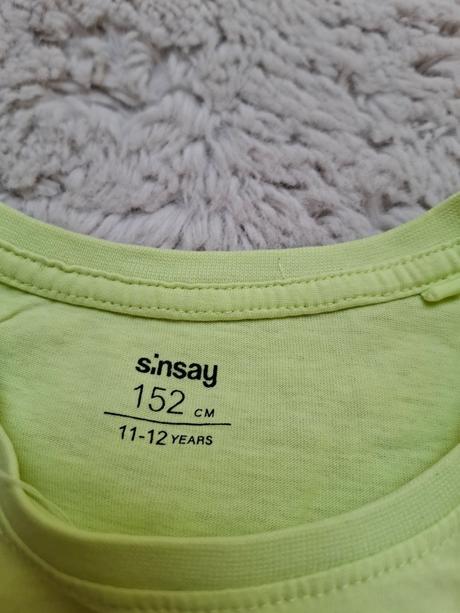 sinsay
152 CM
11-12 YEARS